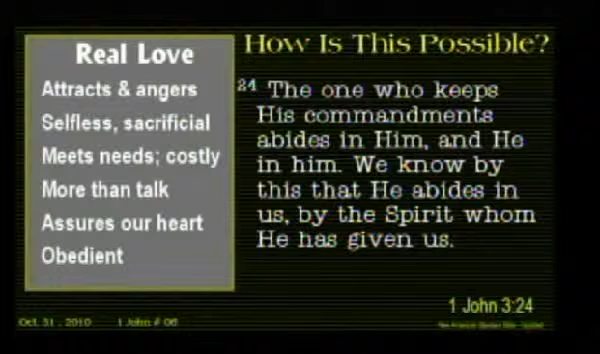 Real Love
Attracts & angers
Selfless, sacrificial
Meets needs; costly
More than talk
Assures our heart
Obedient
How Is This Possible?
24 The one who keeps
His commandments
abides in Him, and He
in him. We know by
this that He abides in
us, by the Spirit whom
He has given us.
1 John 3:24
Oct. 31, 2010 1 John # 06